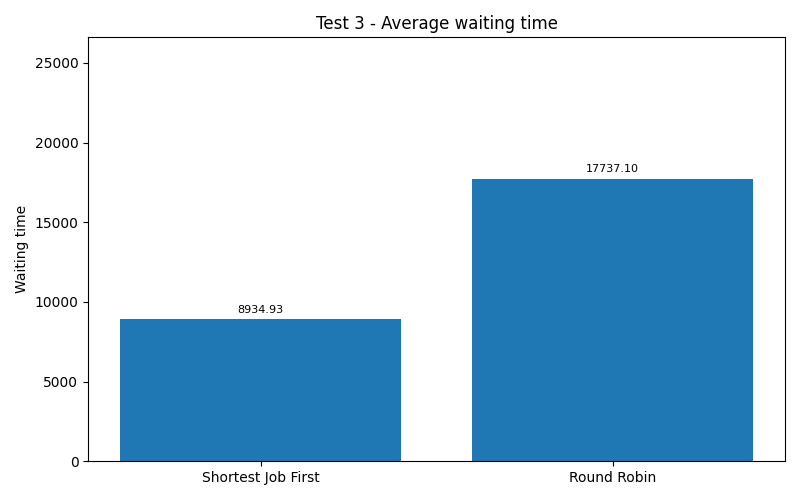 Test 3 - Average waiting time
25000
20000
15000
10000
5000
0
Waiting time
8934.93
17737.10
Shortest Job First
Round Robin